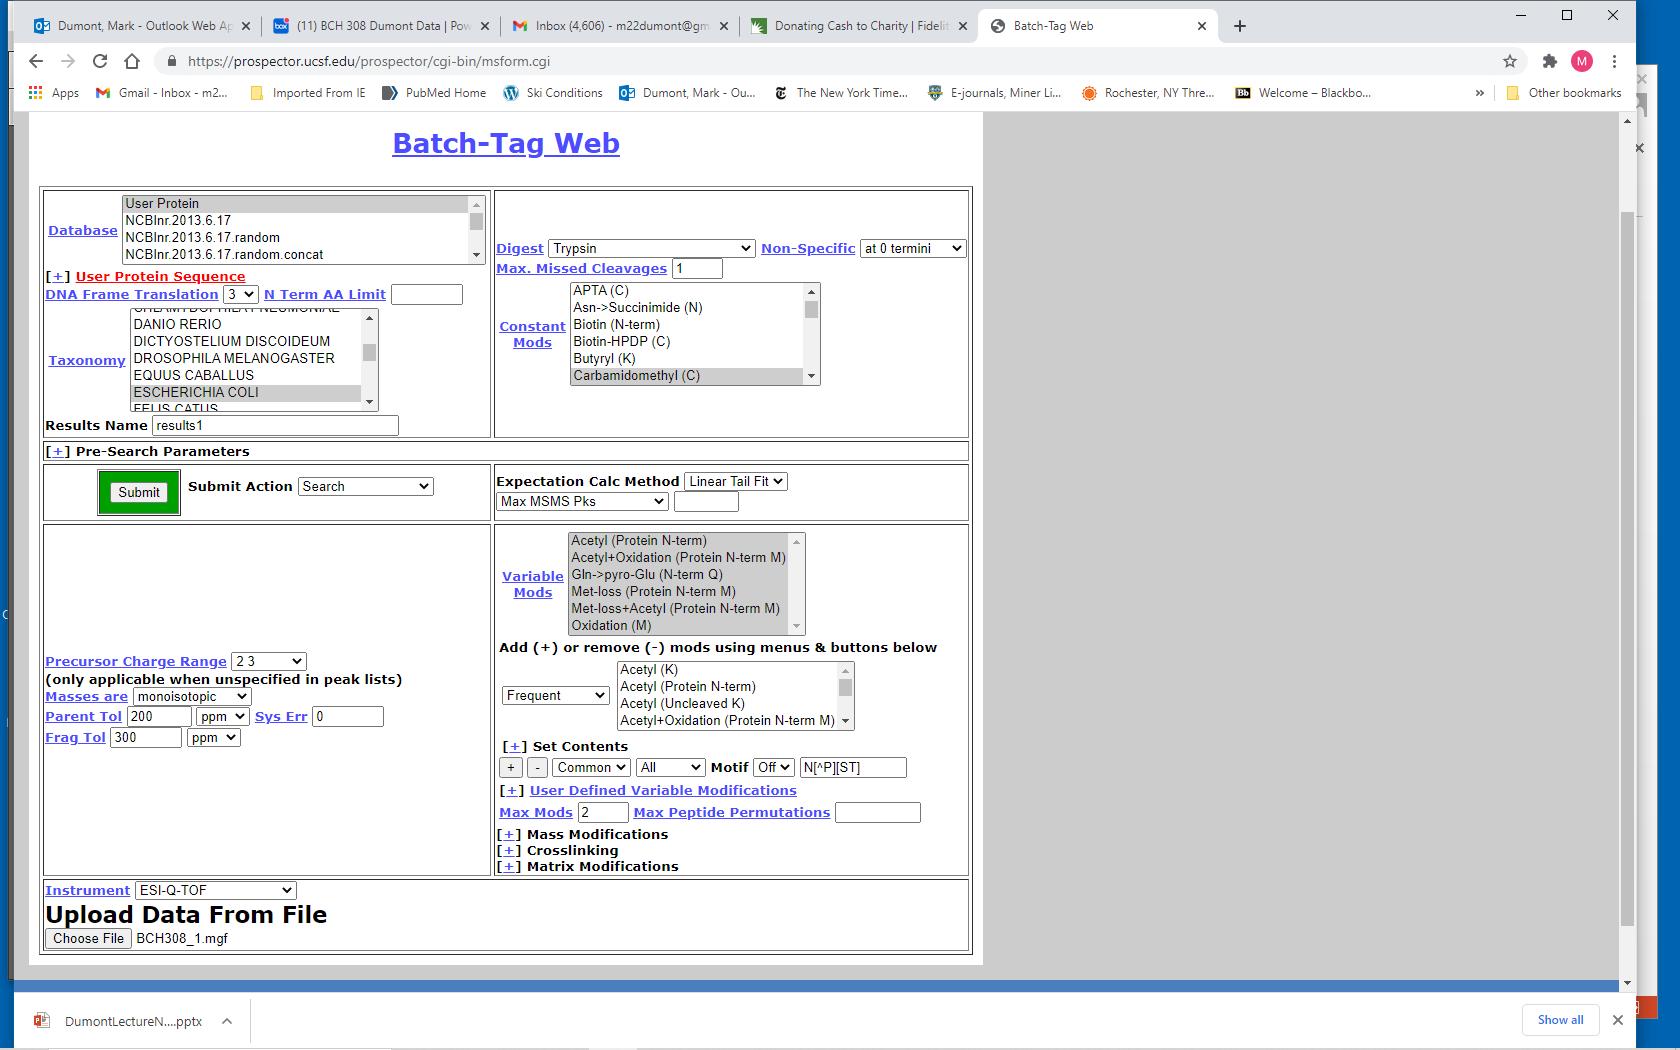 Dumont, Mark - Outlook Web Ap
(11) BCH 308 Dumont Data | Pow
Inbox (4,606) - m22dumont@gm
Donating Cash to Charity | Fidelit
Batch-Tag Web
https://prospector.ucsf.edu/prospector/cgi-bin/msform.cgi
M
Apps
Gmail - Inbox - m2...
Imported From IE
PubMed Home
Ski Conditions
Dumont, Mark - Ou...
The New York Time...
E-journals, Miner Li...
Rochester, NY Thre...
Bb Welcome – Blackbo...
»
Other bookmarks
Batch-Tag Web
Database
User Protein
NCBInr.2013.6.17
NCBInr.2013.6.17.random
NCBInr.2013.6.17.random.concat
[+] User Protein Sequence
DNA Frame Translation 3 N Term AA Limit
Taxonomy
CHLAMYDOPHILA PNEUMONIAE
DANIO RERIO
DICTYOSTELIUM DISCOIDEUM
DROSOPHILA MELANOGASTER
EQUUS CABALLUS
ESCHERICHIA COLI
FELIS CATUS
Results Name results1
Digest Trypsin Non-Specific at 0 termini
Max. Missed Cleavages 1
Constant Mods
APTA (C)
Asn->Succinimide (N)
Biotin (N-term)
Biotin-HPDP (C)
Butyryl (K)
Carbamidomethyl (C)
[+] Pre-Search Parameters
Submit Submit Action Search
Expectation Calc Method Linear Tail Fit
Max MSMS Pks
Precursor Charge Range 2 3
(only applicable when unspecified in peak lists)
Masses are monoisotopic
Parent Tol 200 ppm Sys Err 0
Frag Tol 300 ppm
Variable Mods
Acetyl (Protein N-term)
Acetyl+Oxidation (Protein N-term M)
Gln->pyro-Glu (N-term Q)
Met-loss (Protein N-term M)
Met-loss+Acetyl (Protein N-term M)
Oxidation (M)
Add (+) or remove (-) mods using menus & buttons below
Frequent
Acetyl (K)
Acetyl (Protein N-term)
Acetyl (Uncleaved K)
Acetyl+Oxidation (Protein N-term M)
[+] Set Contents
+ - Common All Motif Off N[^P][ST]
[+] User Defined Variable Modifications
Max Mods 2 Max Peptide Permutations
[+] Mass Modifications
[+] Crosslinking
[+] Matrix Modifications
Instrument ESI-Q-TOF
Upload Data From File
Choose File BCH308_1.mgf
DumontLectureN....pptx
Show all